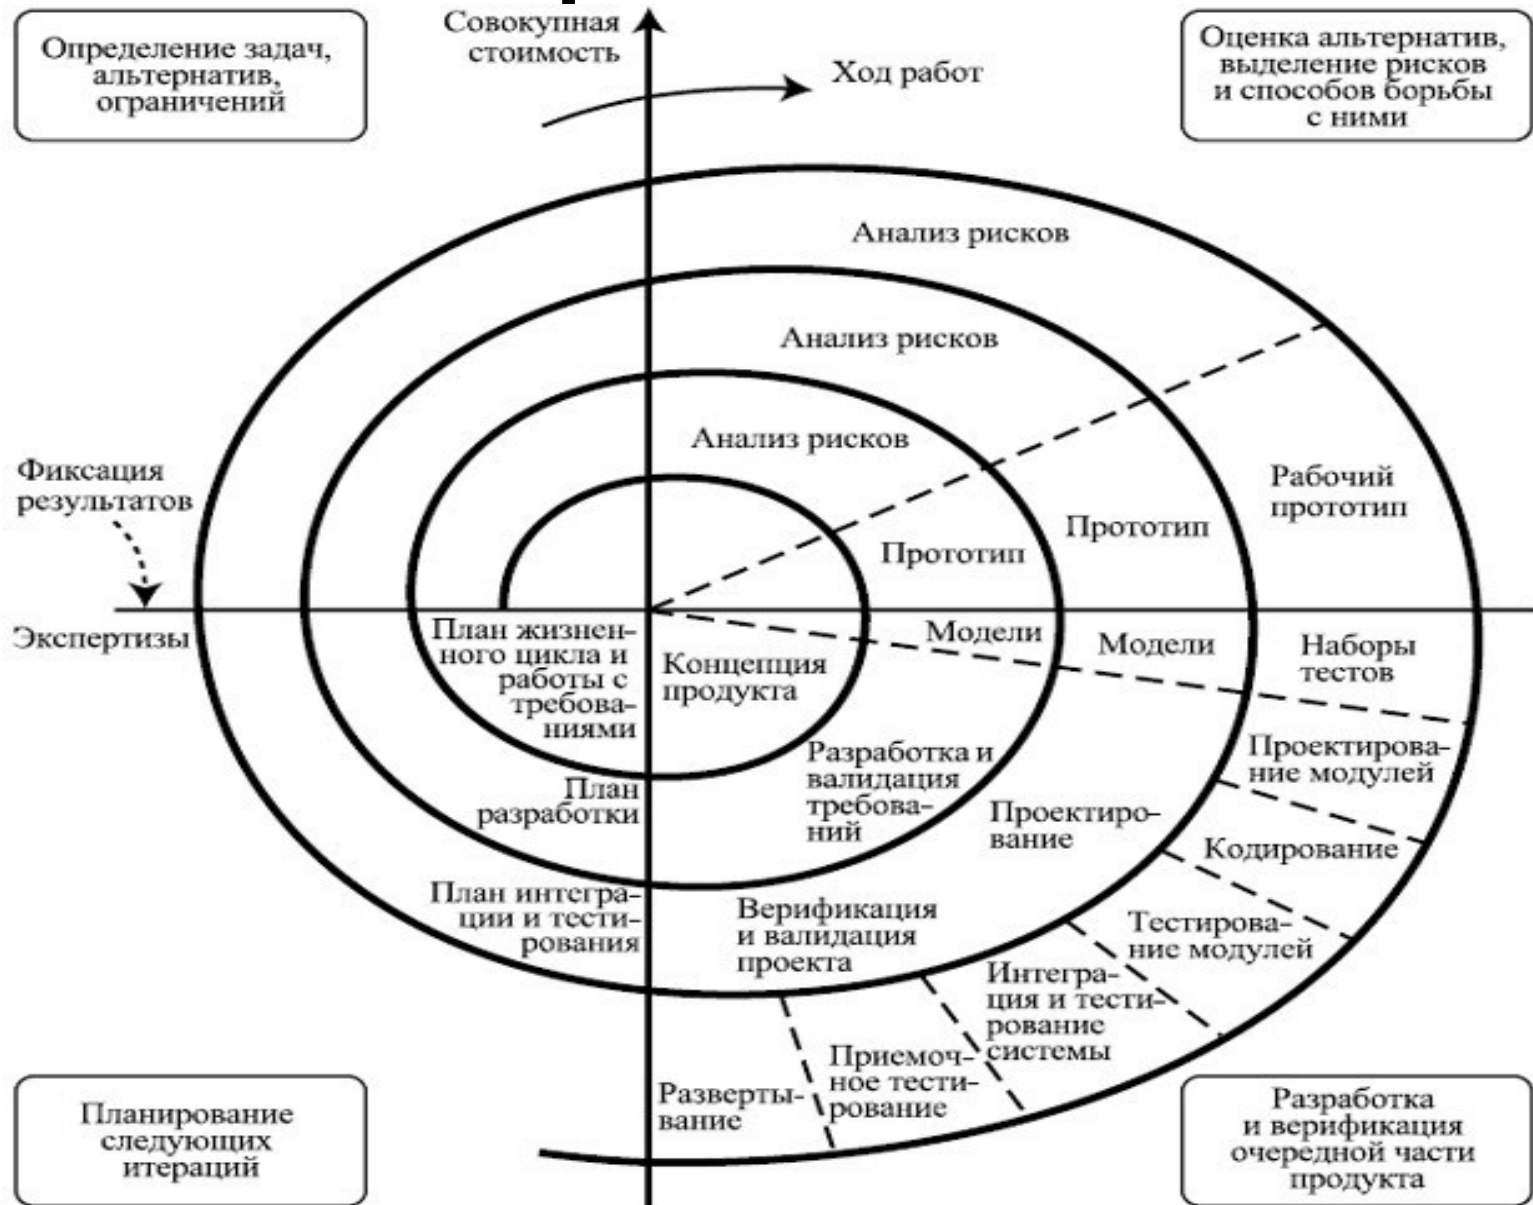 Совокупная
стоимость
Определение задач,
альтернатив,
ограничений
Ход работ
Оценка альтернатив,
выделение рисков
и способов борьбы
с ними
Анализ рисков
Анализ рисков
Анализ рисков
Фиксация
результатов
Рабочий
прототип
Прототип
Прототип
Экспертизы
План жизнен-
ного цикла и
работы с
требова-
ниями
Концепция
продукта
Модели
Модели
Наборы
тестов
План
разработки
Разработка и
валидация
требова-
ний
Проектиро-
вание
Проектирова-
ние модулей
Кодирование
План интегра-
ции и тести-
рования
Верификация
и валидация
проекта
Тестирова-
ние модулей
Интегра-
ция и тести-
рование
системы
Приемоч-
ное тести-
рование
Разверты-
вание
Планирование
следующих
итераций
Разработка
и верификация
очередной части
продукта